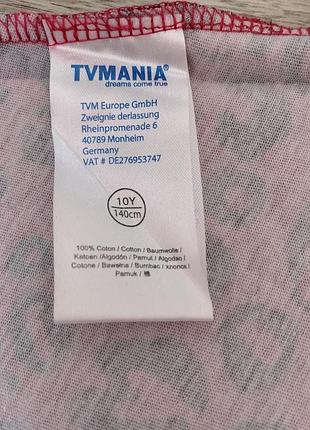 TVMANIA®
dreams come true
TVM Europe GmbH
Zweignie derlassung
Rheinpromenade 6
40789 Monheim
Germany
VAT # DE276953747
10Y
140cm
100% Coton / Cotton / Baumwolle /
Katoen /Algodón / Pamut / Algodao /
Cotone / Bawełna / Bumbac / хлопок /
Pamuk / 棉